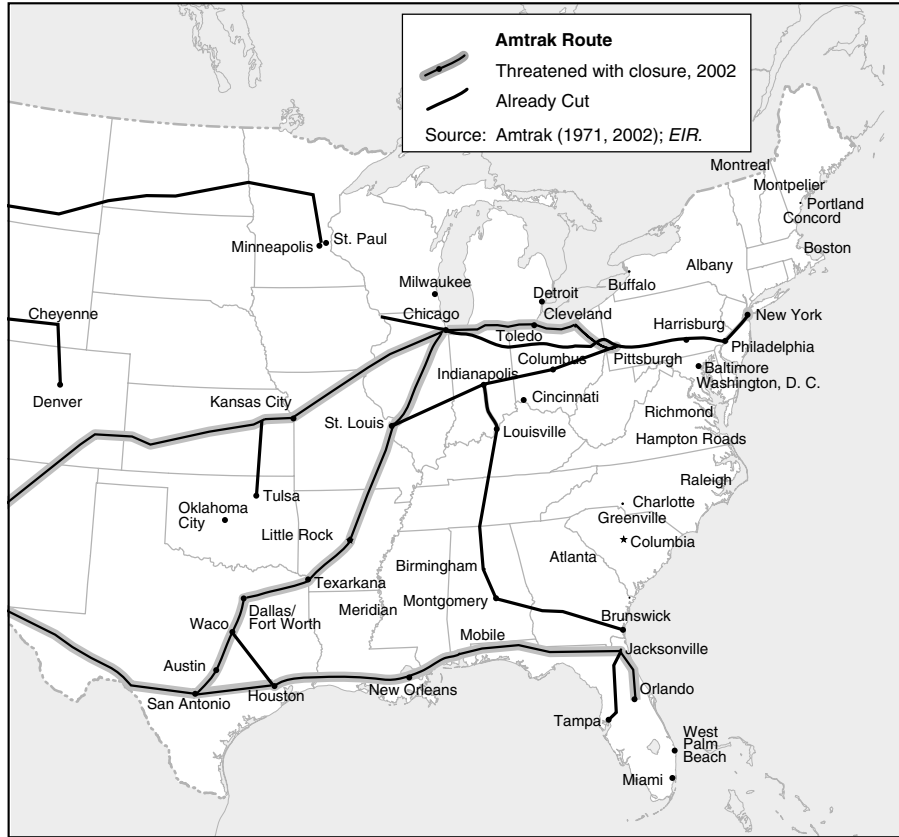 Amtrak Route
Threatened with closure, 2002
Already Cut
Source: Amtrak (1971, 2002); EIR.
Montreal
Montpelier
Portland
Concord
Boston
Minneapolis
St. Paul
Albany
Buffalo
Milwaukee
Detroit
Cheyenne
Chicago
Cleveland
New York
Toledo
Harrisburg
Philadelphia
Columbus
Pittsburgh
Baltimore
Indianapolis
Washington, D. C.
Denver
Kansas City
Cincinnati
St. Louis
Louisville
Richmond
Hampton Roads
Raleigh
Tulsa
Oklahoma
City
Charlotte
Greenville
Little Rock
Columbia
Atlanta
Birmingham
Texarkana
Montgomery
Meridian
Dallas/
Fort Worth
Waco
Brunswick
Mobile
Jacksonville
Austin
New Orleans
Orlando
San Antonio
Houston
Tampa
West
Palm
Beach
Miami